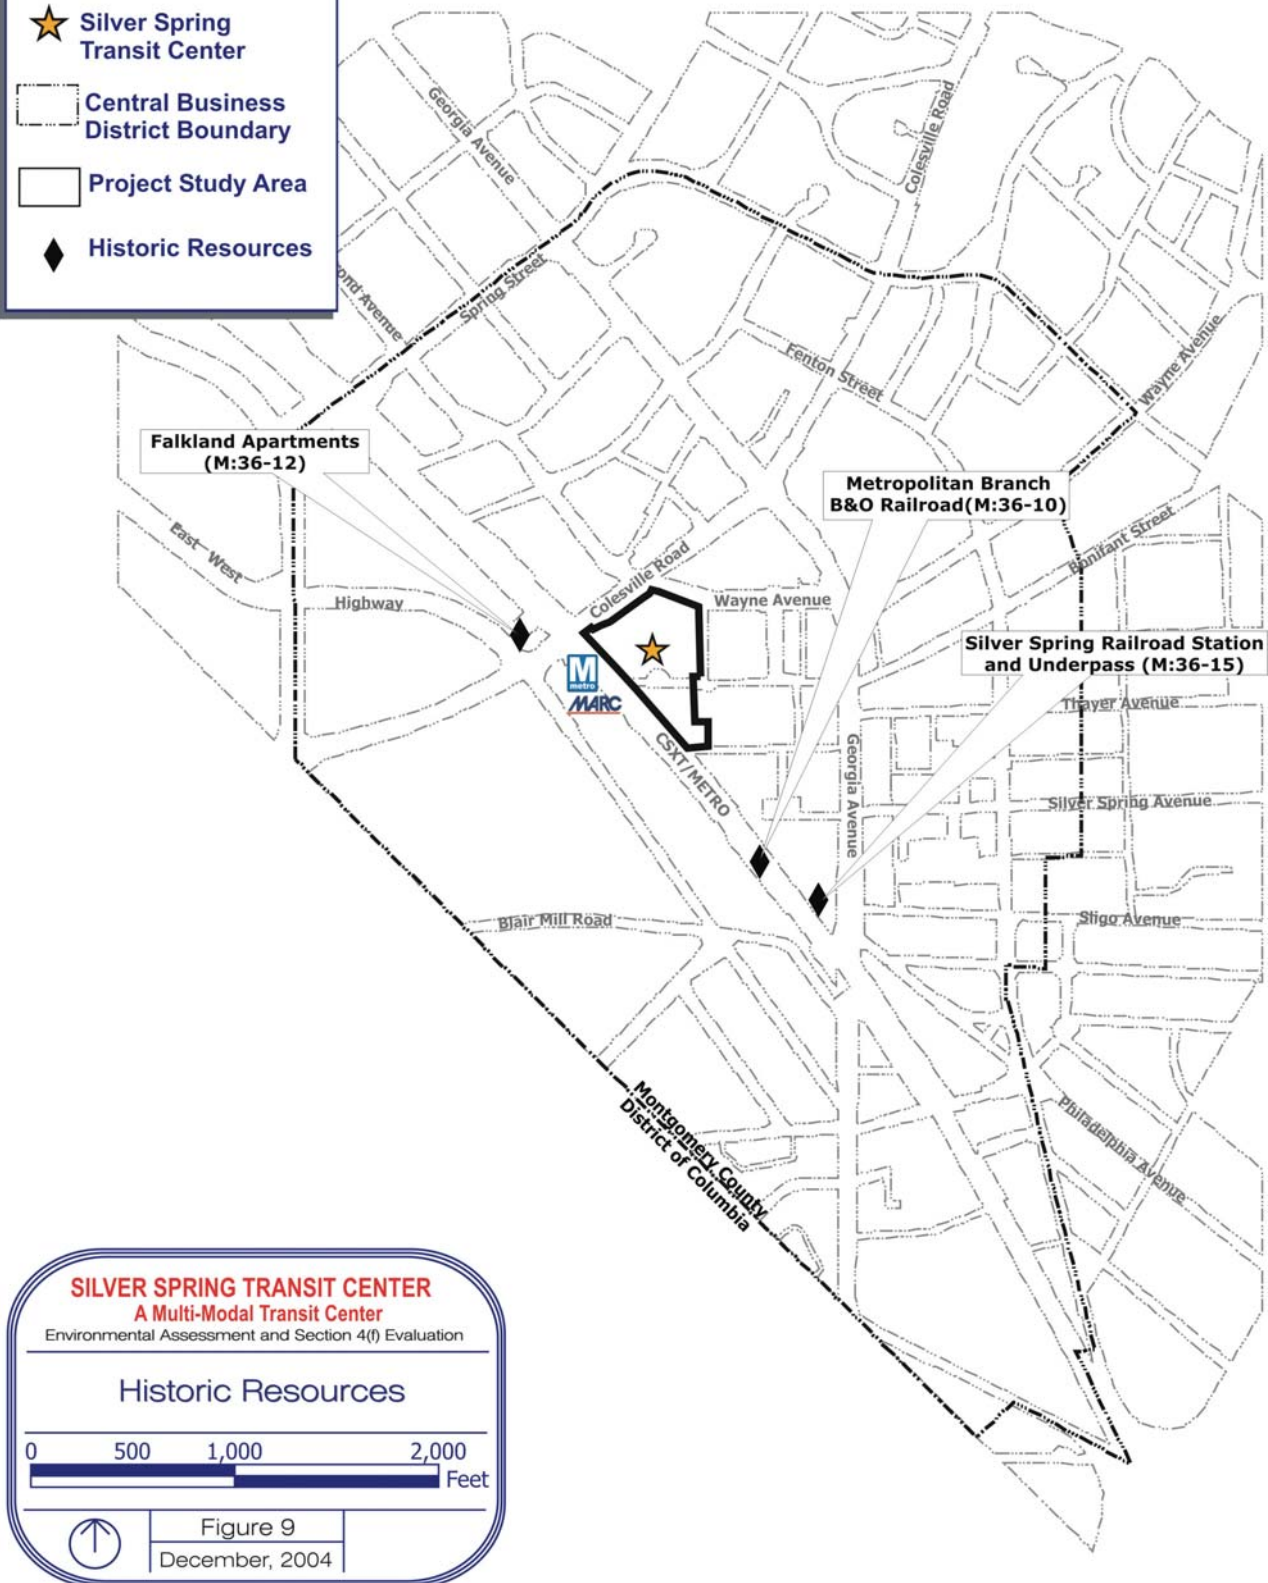 Silver Spring
Transit Center
Central Business
District Boundary
Project Study Area
Historic Resources
Georgia Avenue
Colesville Road
ond Avenue
Spring Street
Fenton Street
Wayne Avenue
Falkland Apartments
(M:36-12)
Metropolitan Branch
B&O Railroad(M:36-10)
East West
Highway
Colesville Road
Wayne Avenue
Bonifant Street
Silver Spring Railroad Station
and Underpass (M:36-15)
M
metro
MARC
Thayer Avenue
CSXT/METRO
Georgia Avenue
Silver Spring Avenue
Blair Mill Road
Sligo Avenue
Montgomery County
District of Columbia
Philadelphia Avenue
SILVER SPRING TRANSIT CENTER
A Multi-Modal Transit Center
Environmental Assessment and Section 4(f) Evaluation
Historic Resources
0 500 1,000 2,000
Feet
Figure 9
December, 2004